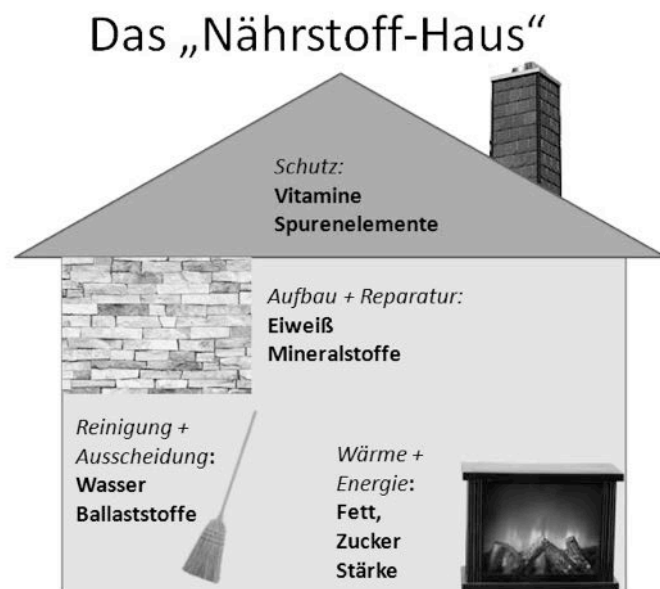 Das „Nährstoff-Haus“
Schutz:
Vitamine
Spurenelemente
Aufbau + Reparatur:
Eiweiß
Mineralstoffe
Reinigung +
Ausscheidung:
Wasser
Ballaststoffe
Wärme +
Energie:
Fett,
Zucker
Stärke